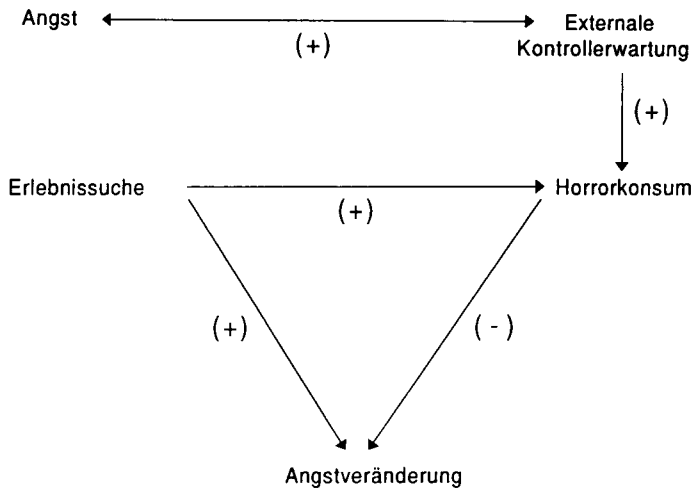 Angst
(+)
Externale
Kontrollerwartung
(+)
Erlebnissuche
(+)
Horrorkonsum
(+)
(-)
Angstveränderung